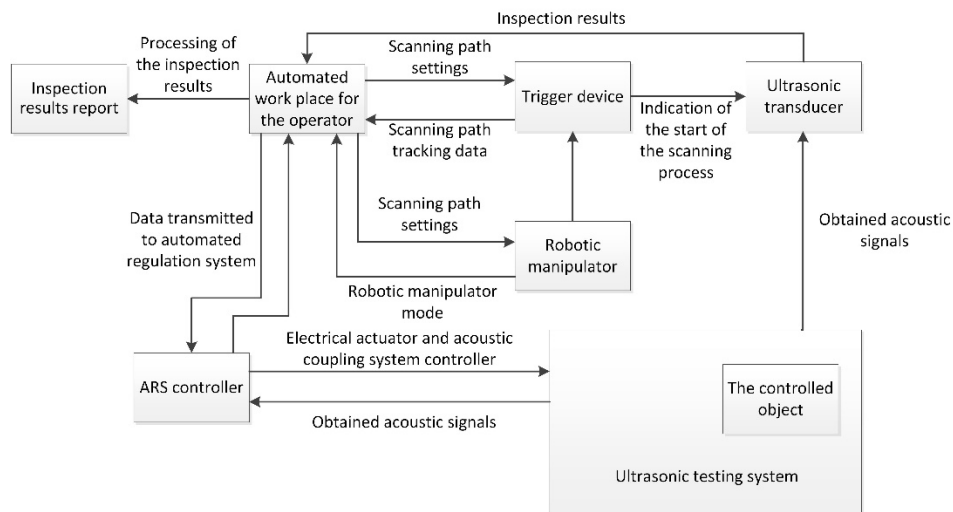 Inspection results
Processing of
the inspection
results
Scanning path
settings
Inspection
results report
Automated
work place for
the operator
Trigger device
Ultrasonic
transducer
Scanning path
tracking data
Indication of
the start of
the scanning
process
Data transmitted
to automated
regulation system
Scanning path
settings
Robotic
manipulator
Obtained acoustic
signals
Robotic manipulator
mode
Electrical actuator and acoustic
coupling system controller
ARS controller
The controlled
object
Obtained acoustic signals
Ultrasonic testing system